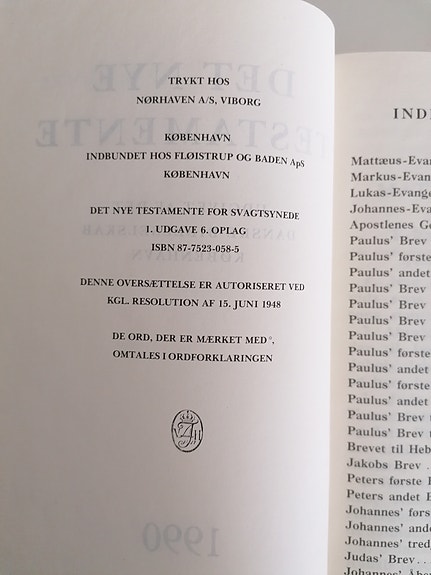 TRYKT HOS
NØRHAVEN A/S, VIBORG
KØBENHAVN
INDBUNDET HOS FLØISTRUP OG BADEN ApS
KØBENHAVN
DET NYE TESTAMENTE FOR SVAGTSYNEDE
1. UDGAVE 6. OPLAG
ISBN 87-7523-058-5
DENNE OVERSÆTTELSE ER AUTORISERET VED
KGL. RESOLUTION AF 15. JUNI 1948
DE ORD, DER ER MÆRKET MED°,
OMTALES I ORDFORKLARINGEN
1990
INDE
Mattæus-Evan
Markus-Evan
Lukas-Evange
Johannes-Eva
Apostlenes G
Paulus' Brev
Paulus' første
Paulus' andet
Paulus' Brev
Paulus' Brev
Paulus' Brev
Paulus' Brev
Paulus' første
Paulus' andet
Paulus' første
Paulus' andet
Paulus' Brev
Paulus' Brev
Brevet til Heb
Jakobs Brev
Peters første
Peters andet
Johannes' førs
Johannes' and
Johannes' tred
Judas' Brev
Johannes'